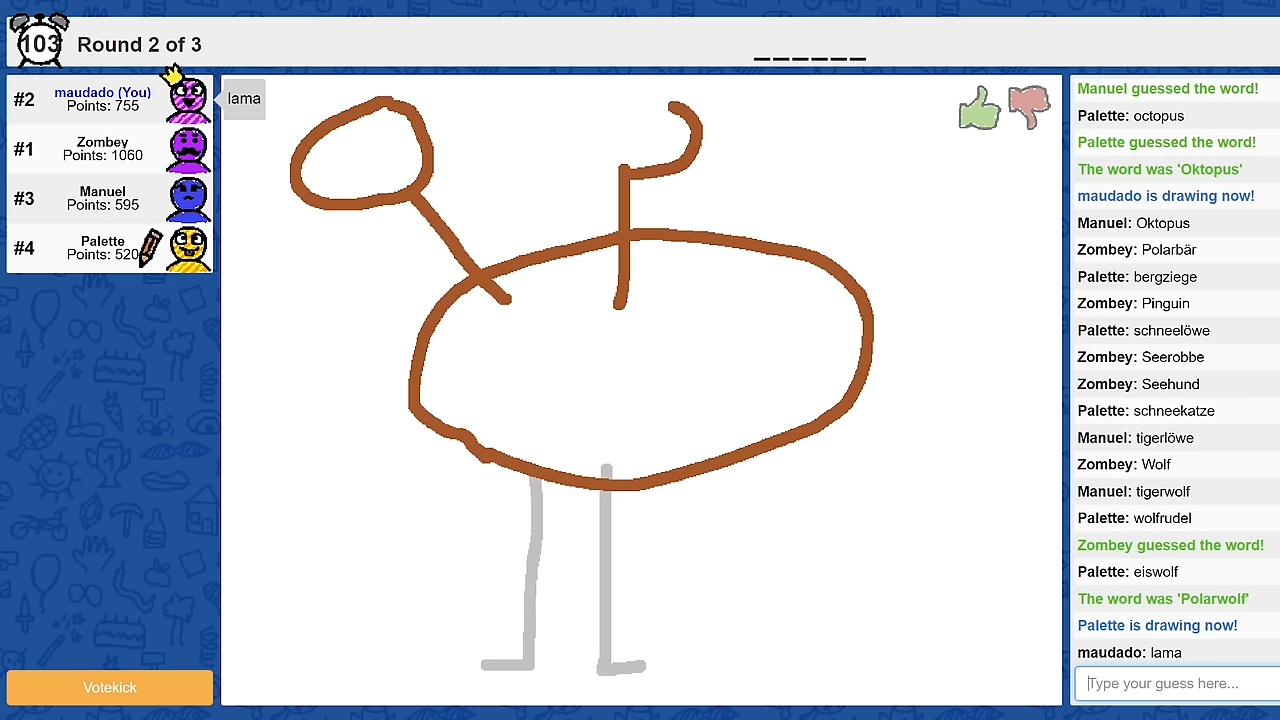 103
Round 2 of 3
______
#2
maudado (You)
Points: 755
#1
Zombey
Points: 1060
#3
Manuel
Points: 595
#4
Palette
Points: 520
lama
Manuel guessed the word!
Palette: octopus
Palette guessed the word!
The word was 'Oktopus'
maudado is drawing now!
Manuel: Oktopus
Zombey: Polarbär
Palette: bergziege
Zombey: Pinguin
Palette: schneelöwe
Zombey: Seerobbe
Zombey: Seehund
Palette: schneekatze
Manuel: tigerlöwe
Zombey: Wolf
Manuel: tigerwolf
Palette: wolfrudel
Zombey guessed the word!
Palette: eiswolf
The word was 'Polarwolf'
Palette is drawing now!
maudado: lama
Type your guess here...
Votekick